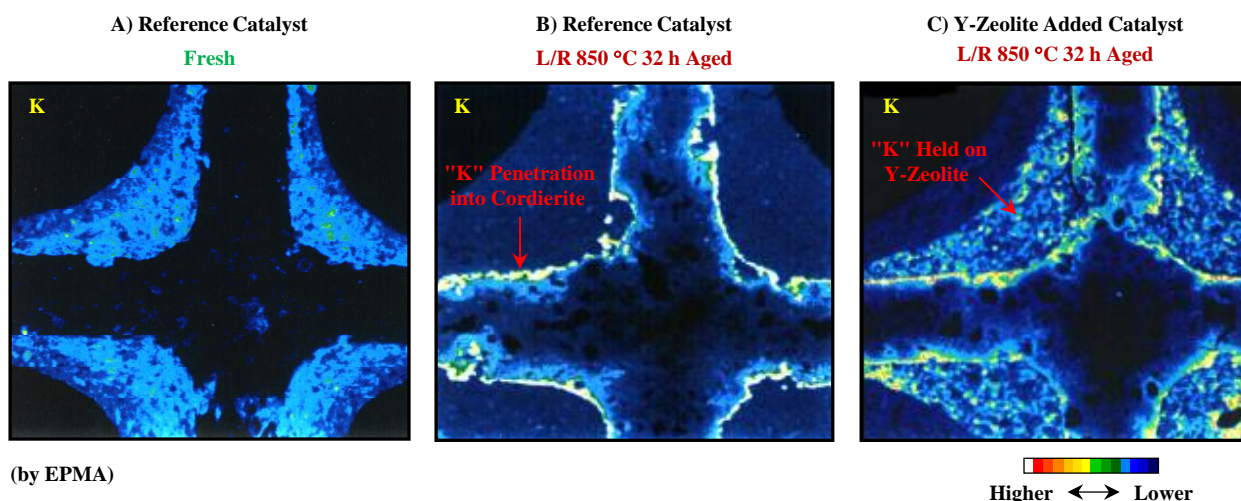 A) Reference Catalyst
Fresh
K
B) Reference Catalyst
L/R 850 °C 32 h Aged
K
"K" Penetration
into Cordierite
C) Y-Zeolite Added Catalyst
L/R 850 °C 32 h Aged
K
"K" Held on
Y-Zeolite
(by EPMA)
Higher ⟷ Lower